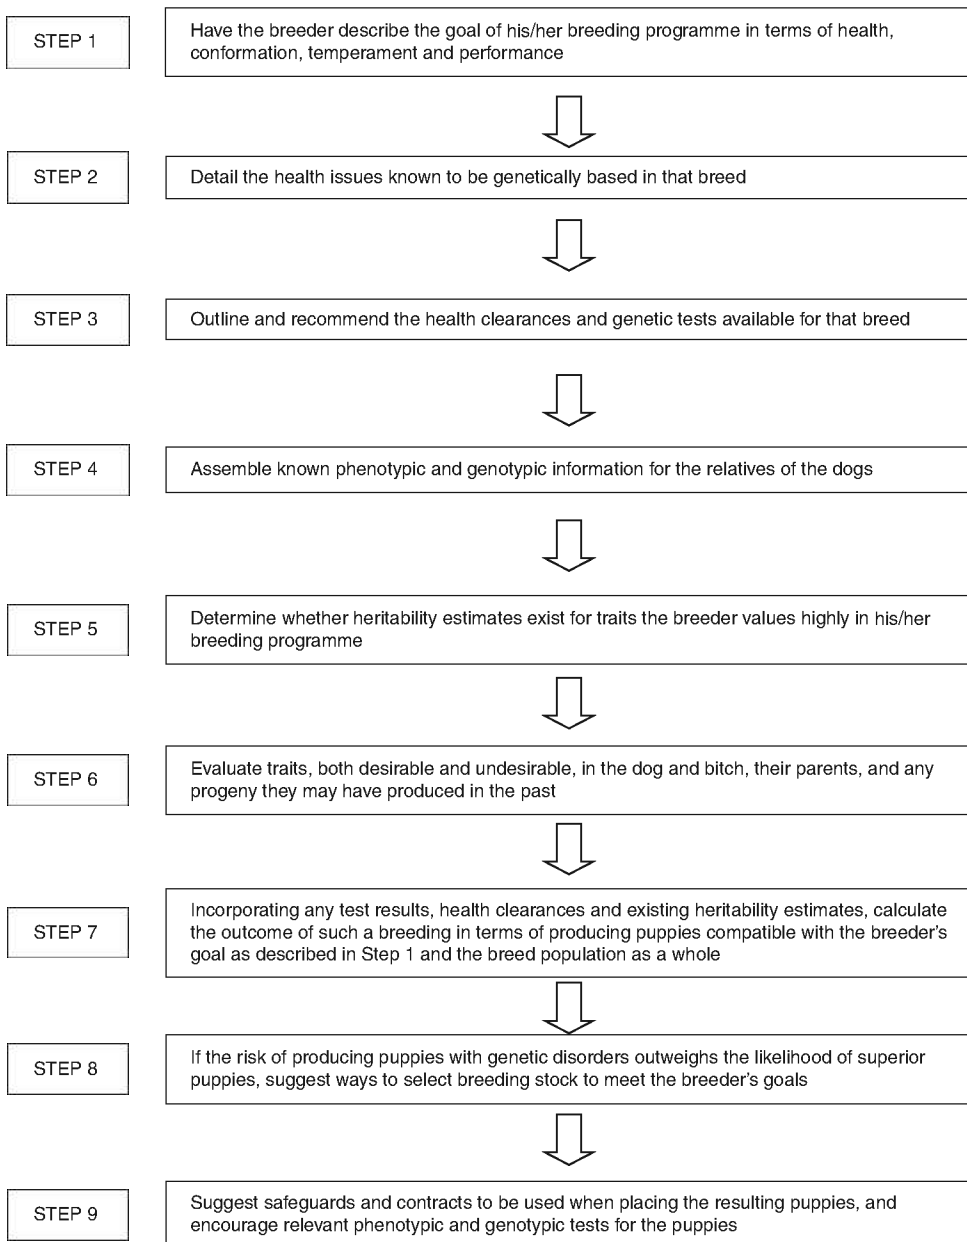 STEP 1
Have the breeder describe the goal of his/her breeding programme in terms of health,
conformation, temperament and performance
STEP 2
Detail the health issues known to be genetically based in that breed
STEP 3
Outline and recommend the health clearances and genetic tests available for that breed
STEP 4
Assemble known phenotypic and genotypic information for the relatives of the dogs
STEP 5
Determine whether heritability estimates exist for traits the breeder values highly in his/her
breeding programme
STEP 6
Evaluate traits, both desirable and undesirable, in the dog and bitch, their parents, and any
progeny they may have produced in the past
STEP 7
Incorporating any test results, health clearances and existing heritability estimates, calculate
the outcome of such a breeding in terms of producing puppies compatible with the breeder's
goal as described in Step 1 and the breed population as a whole
STEP 8
If the risk of producing puppies with genetic disorders outweighs the likelihood of superior
puppies, suggest ways to select breeding stock to meet the breeder's goals
STEP 9
Suggest safeguards and contracts to be used when placing the resulting puppies, and
encourage relevant phenotypic and genotypic tests for the puppies